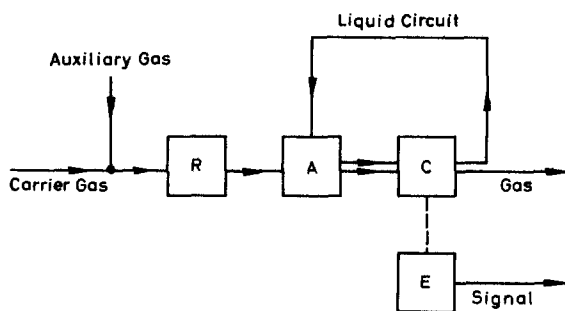 Liquid Circuit
Auxiliary Gas
R
A
C
Carrier Gas
Gas
E
Signal